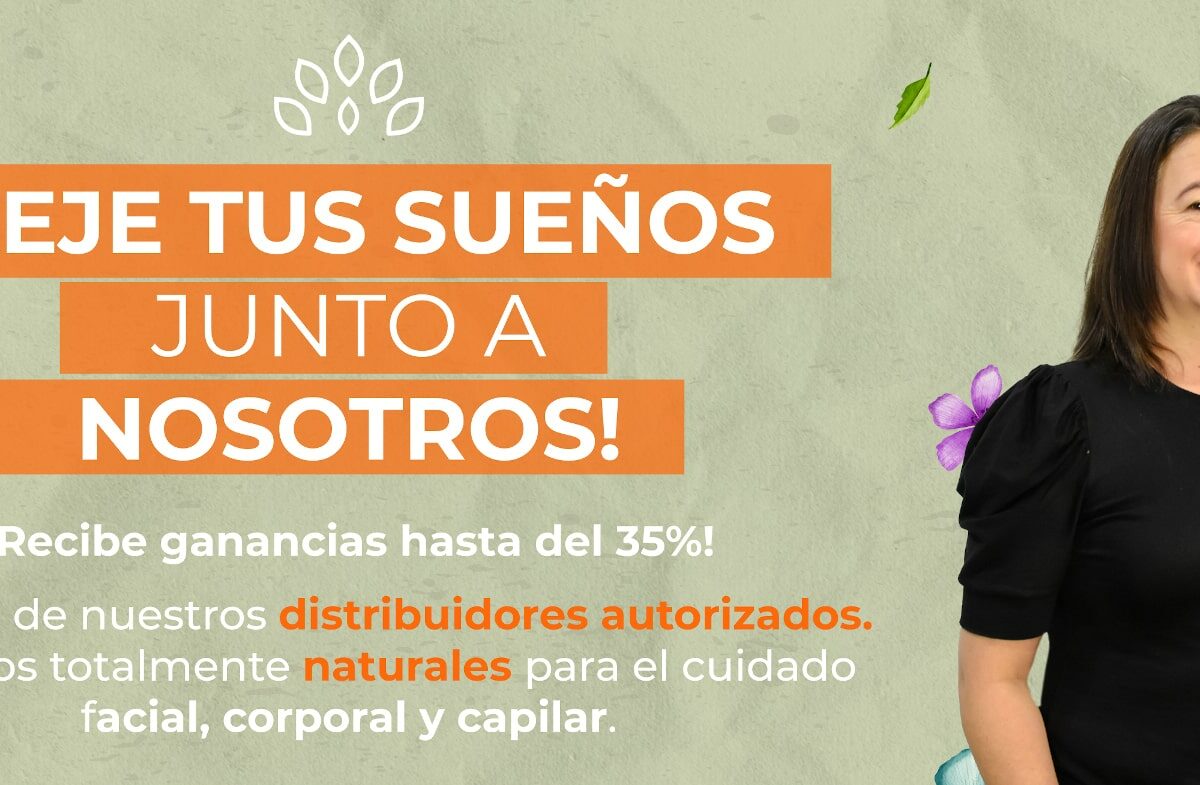 EJE TUS SUEÑOS
JUNTO A
NOSOTROS!
Recibe ganancias hasta del 35%!
de nuestros distribuidores autorizados.
os totalmente naturales para el cuidado
facial, corporal y capilar.